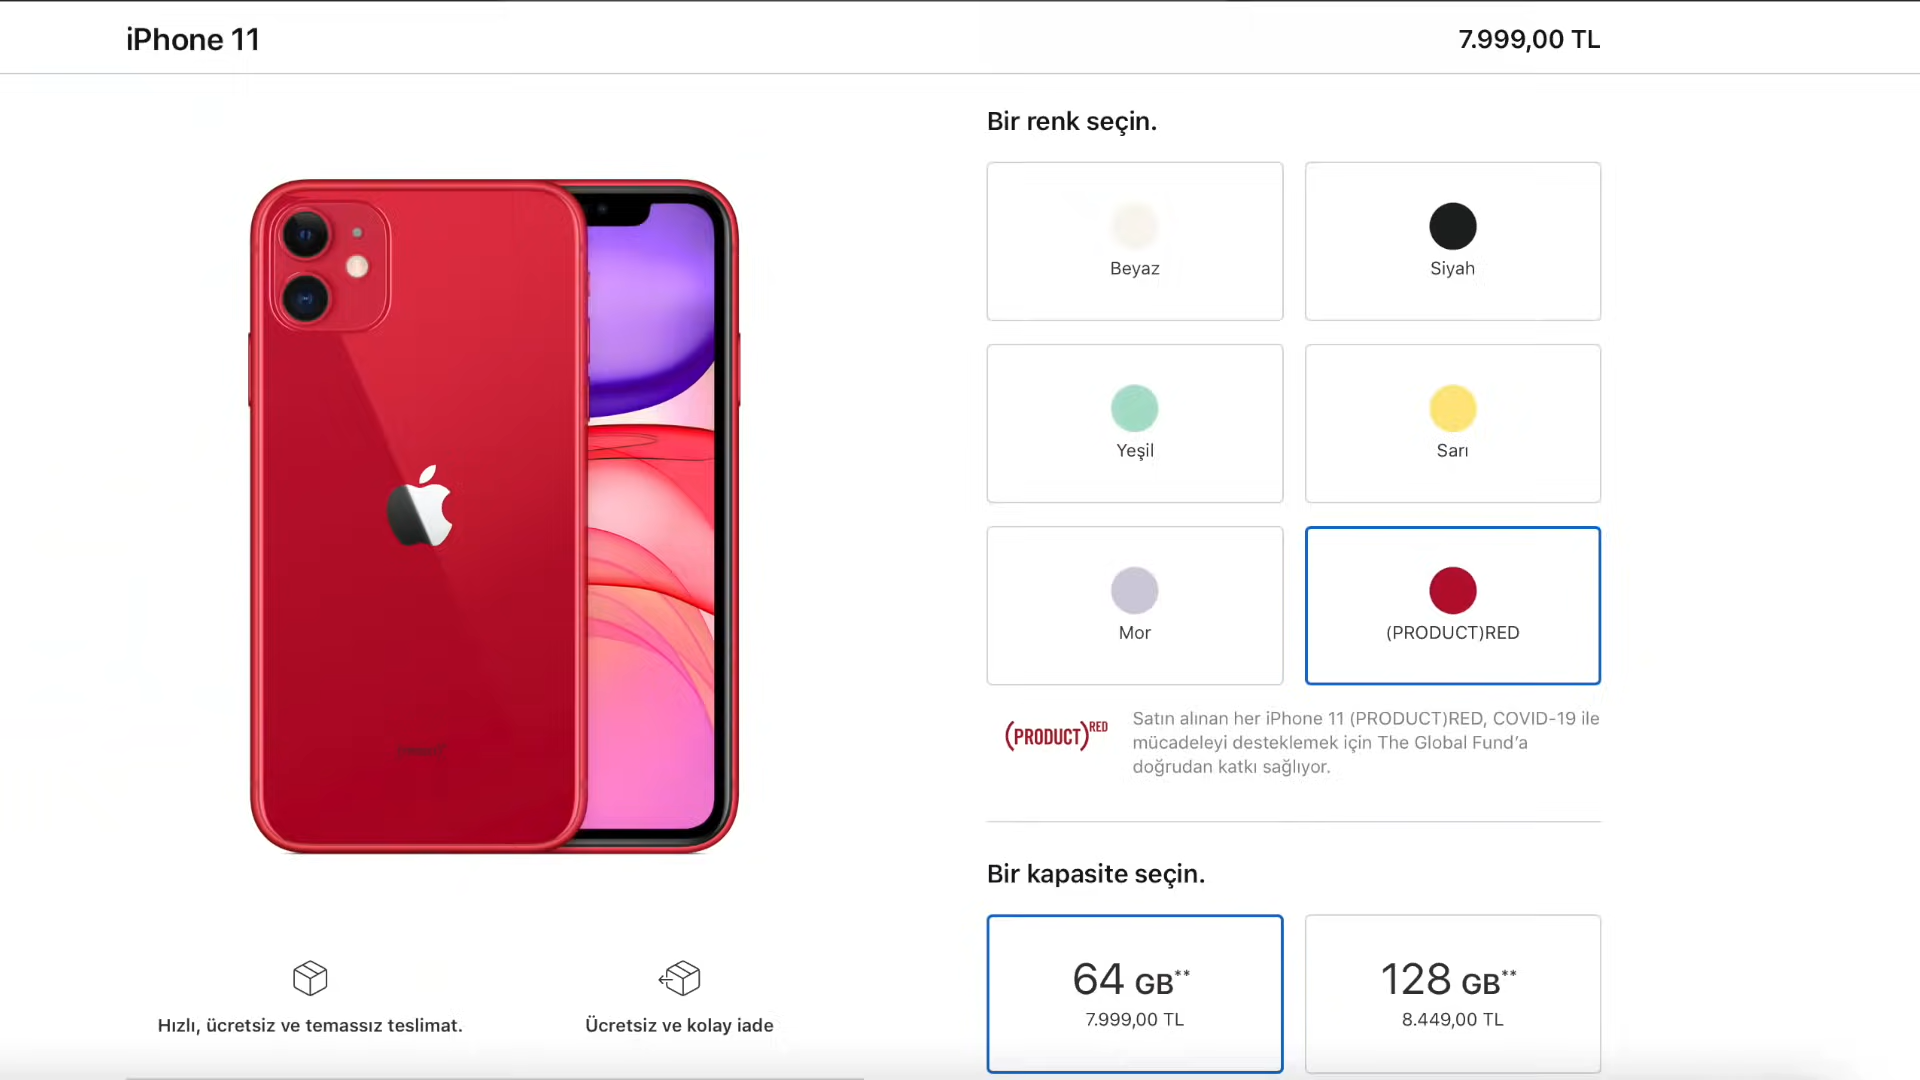 iPhone 11
7.999,00 TL
Bir renk seçin.
Beyaz
Siyah
Yeşil
Sarı
Mor
(PRODUCT)RED
(PRODUCT)RED
Satın alınan her iPhone 11 (PRODUCT)RED, COVID-19 ile
mücadeleyi desteklemek için The Global Fund’a
doğrudan katkı sağlıyor.
Bir kapasite seçin.
64 GB**
7.999,00 TL
128 GB**
8.449,00 TL
Hızlı, ücretsiz ve temassız teslimat.
Ücretsiz ve kolay iade